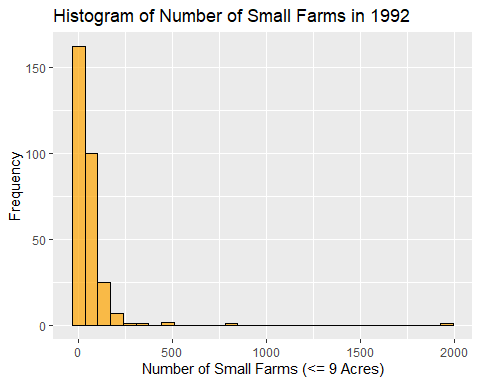 Histogram of Number of Small Farms in 1992
Frequency
150
100
50
0
0 500 1000 1500 2000
Number of Small Farms (<= 9 Acres)